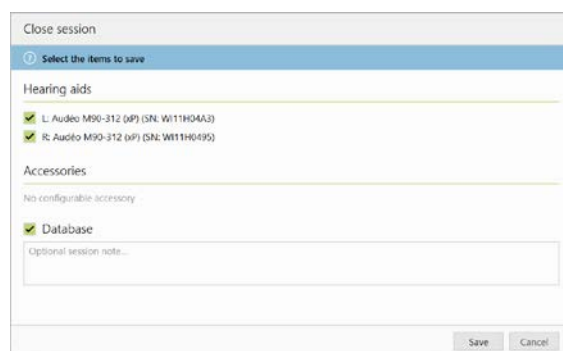 Close session
Select the items to save
Hearing aids
L: Audéo M90-312 (xP) (SN: WI11H04A3)
R: Audéo M90-312 (xP) (SN: WI11H0495)
Accessories
No configurable accessory
Database
Optional session note...
Save Cancel